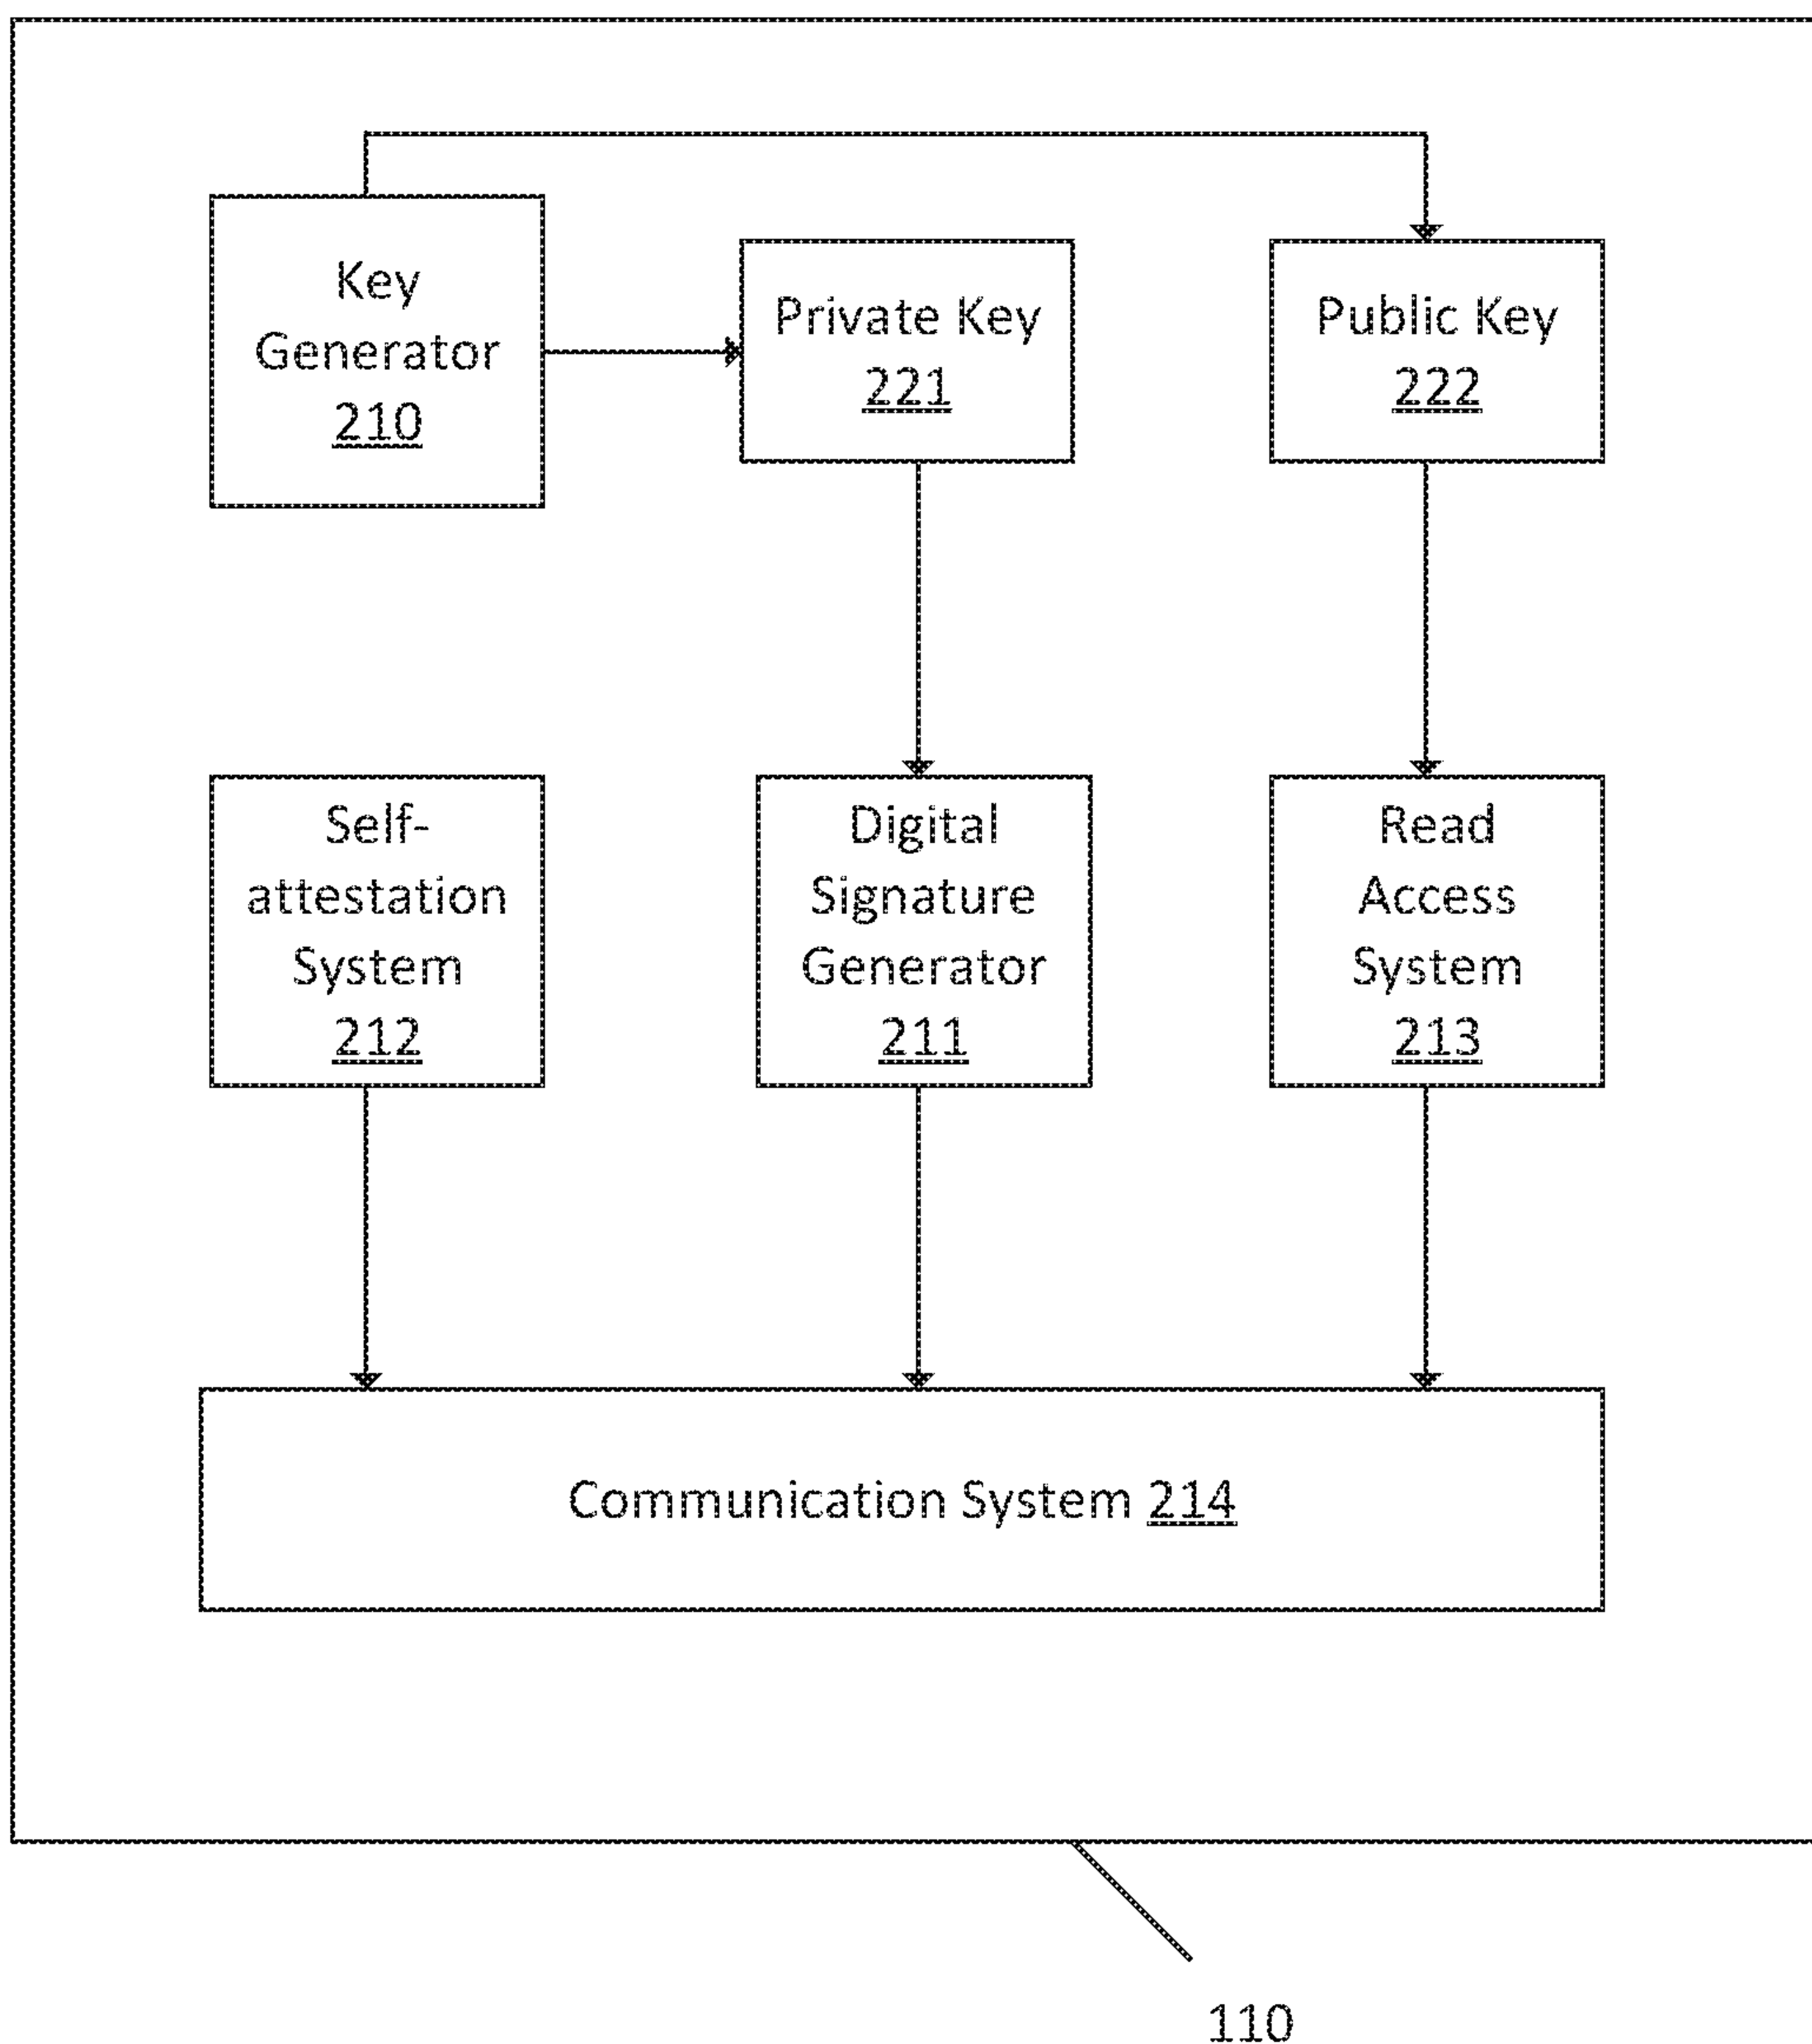 Key
Generator
210
Private Key
221
Public Key
222
Self-
attestation
System
212
Digital
Signature
Generator
211
Read
Access
System
213
Communication System 214
110